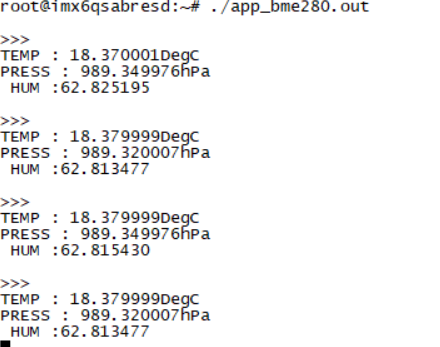 root@imx6qsabresd:~# ./app_bme280.out
>>>
TEMP : 18.370001DegC
PRESS : 989.349976hPa
HUM :62.825195
>>>
TEMP : 18.379999DegC
PRESS : 989.320007hPa
HUM :62.813477
>>>
TEMP : 18.379999DegC
PRESS : 989.349976hPa
HUM :62.815430
>>>
TEMP : 18.379999DegC
PRESS : 989.320007hPa
HUM :62.813477